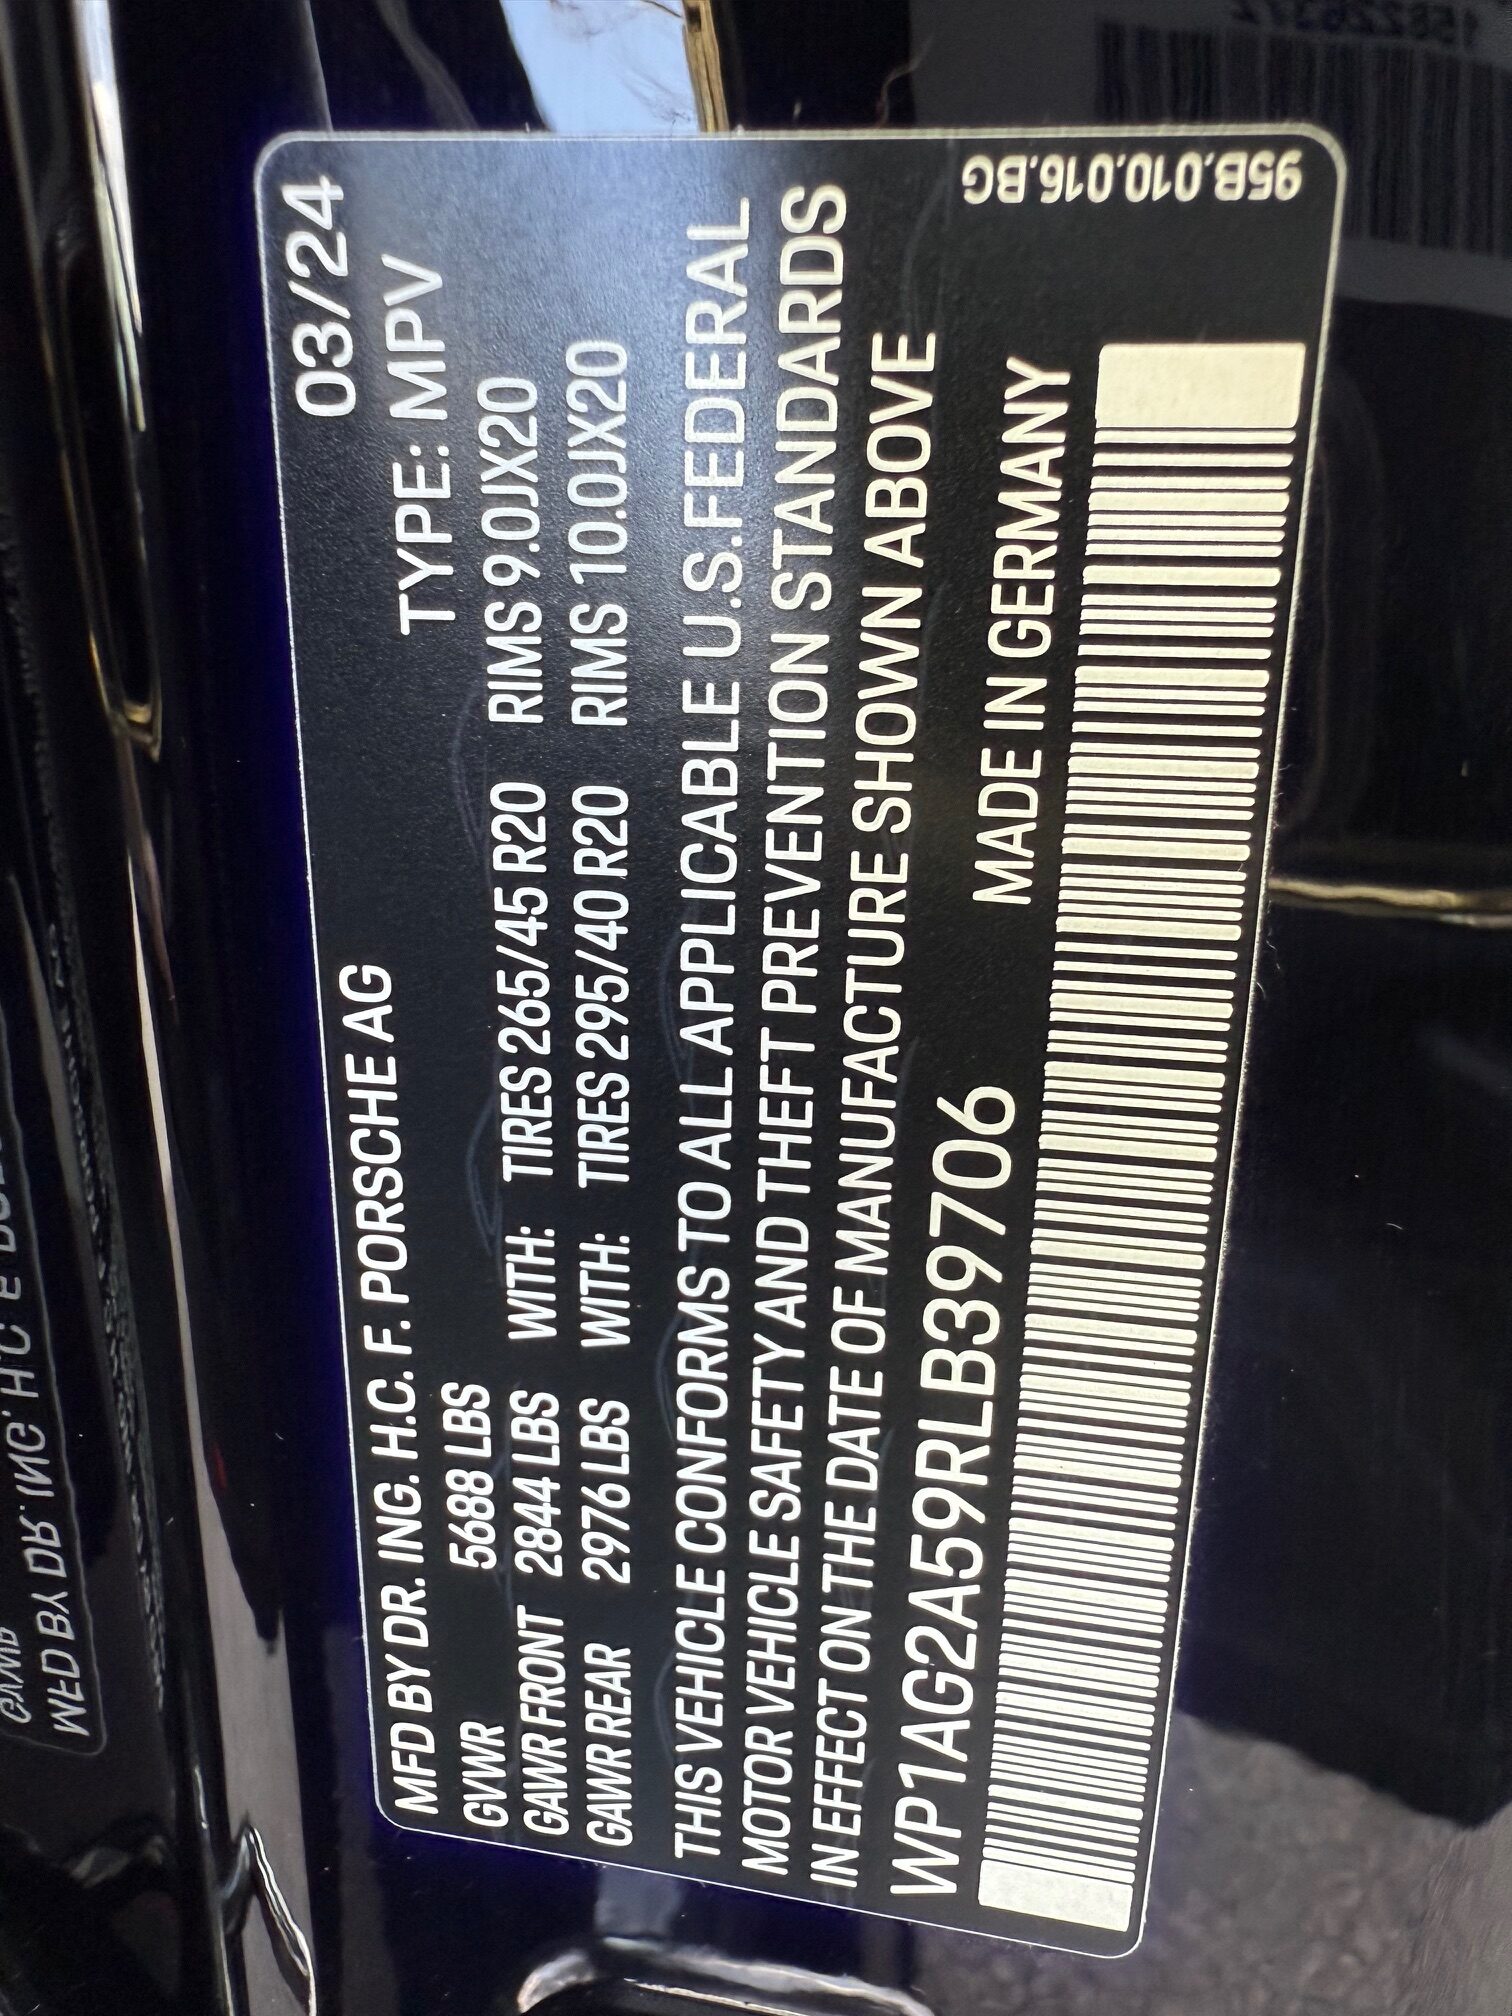 MFD BY DR. ING. H.C. F. PORSCHE AG 03/24
GVWR 5688 LBS TYPE: MPV
GAWR FRONT 2844 LBS WITH: TIRES 265/45 R20 RIMS 9.0JX20
GAWR REAR 2976 LBS WITH: TIRES 295/40 R20 RIMS 10.0JX20
THIS VEHICLE CONFORMS TO ALL APPLICABLE U.S.FEDERAL
MOTOR VEHICLE SAFETY AND THEFT PREVENTION STANDARDS
IN EFFECT ON THE DATE OF MANUFACTURE SHOWN ABOVE
WP1AG2A59RLB39706 MADE IN GERMANY
95B.010.016.BG